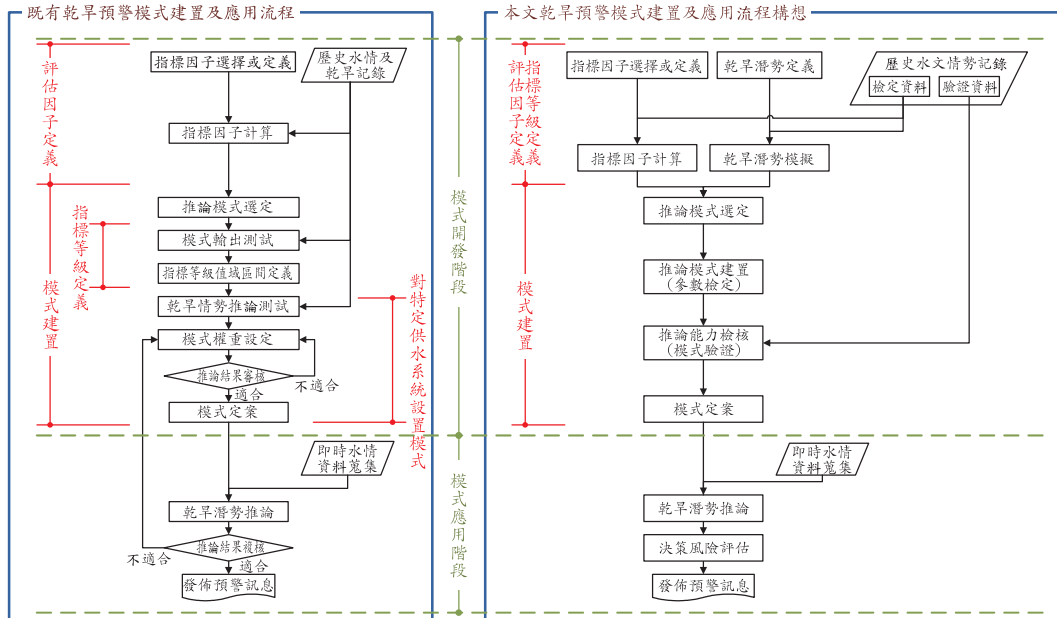 既有乾旱預警模式建置及應用流程
評估因子定義
模式建置
指標等級定義
指標因子選擇或定義
歷史水情及
乾旱記錄
指標因子計算
推論模式選定
模式輸出測試
指標等級值域區間定義
乾旱情勢推論測試
模式權重設定
推論結果審核
不適合
適合
模式定案
對特定供水系統設置模式
即時水情
資料蒐集
乾旱潛勢推論
推論結果複核
不適合
適合
發佈預警訊息
模式開發階段
模式應用階段
本文乾旱預警模式建置及應用流程構想
指標等級定義
評估因子定義
模式建置
指標因子選擇或定義
乾旱潛勢定義
歷史水文情勢記錄
檢定資料
驗證資料
指標因子計算
乾旱潛勢模擬
推論模式選定
推論模式建置
(參數檢定)
推論能力檢核
(模式驗證)
模式定案
即時水情
資料蒐集
乾旱潛勢推論
決策風險評估
發佈預警訊息